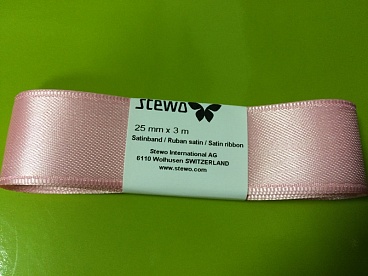 stewo
25 mm x 3 m
Satinband / Ruban satin / Satin ribbon
Stewo International AG
6110 Wolhusen SWITZERLAND
www.stewo.com